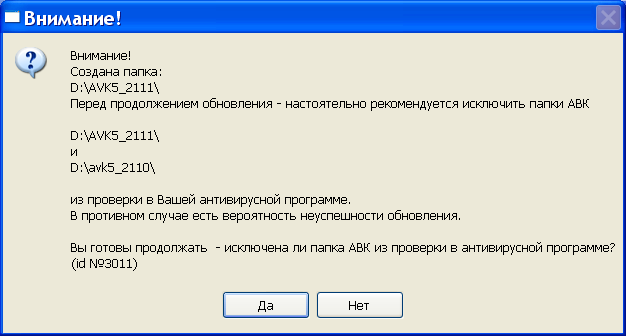 Внимание!
Внимание!
Создана папка:
D:\AVK5_2111\
Перед продолжением обновления - настоятельно рекомендуется исключить папки АВК
D:\AVK5_2111\
и
D:\avk5_2110\
из проверки в Вашей антивирусной программе.
В противном случае есть вероятность неуспешности обновления.
Вы готовы продолжать  - исключена ли папка АВК из проверки в антивирусной программе?
(id №3011)
Да
Нет